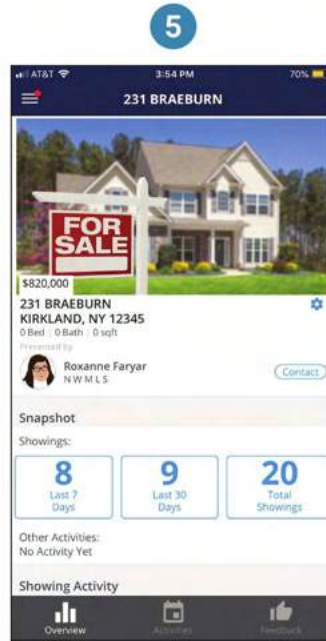 5
AT&T 3:54 PM 70%
231 BRAEBURN
FOR
SALE
$820,000
231 BRAEBURN
KIRKLAND, NY 12345
0 Bed | 0 Bath | 0 sqft
Presented by
Roxanne Faryar
NWMLS
Contact
Snapshot
Showings:
8
Last 7
Days
9
Last 30
Days
20
Total
Showings
Other Activities:
No Activity Yet
Showing Activity
Overview
Activities
Feedback